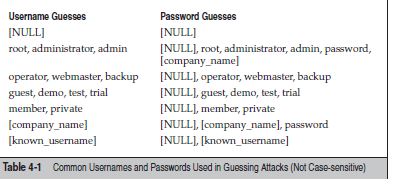 Username Guesses Password Guesses
[NULL] [NULL]
root, administrator, admin [NULL], root, administrator, admin, password,
[company_name]
operator, webmaster, backup [NULL], operator, webmaster, backup
guest, demo, test, trial [NULL], guest, demo, test, trial
member, private [NULL], member, private
[company_name] [NULL], [company_name], password
[known_username] [NULL], [known_username]
Table 4-1 Common Usernames and Passwords Used in Guessing Attacks (Not Case-sensitive)